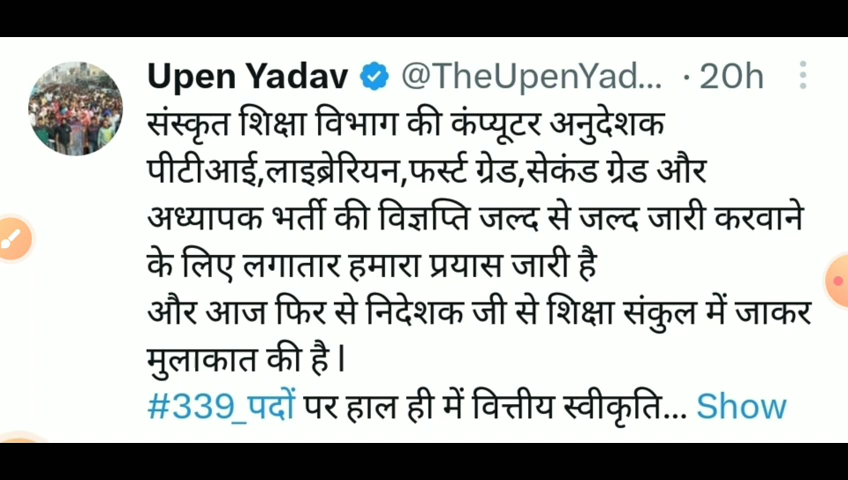 Upen Yadav @TheUpenYad... · 20h
संस्कृत शिक्षा विभाग की कंप्यूटर अनुदेशक
पीटीआई,लाइब्रेरियन,फर्स्ट ग्रेड,सेकंड ग्रेड और
अध्यापक भर्ती की विज्ञप्ति जल्द से जल्द जारी करवाने
के लिए लगातार हमारा प्रयास जारी है
और आज फिर से निदेशक जी से शिक्षा संकुल में जाकर
मुलाकात की है l
#339_पदों पर हाल ही में वित्तीय स्वीकृति... Show